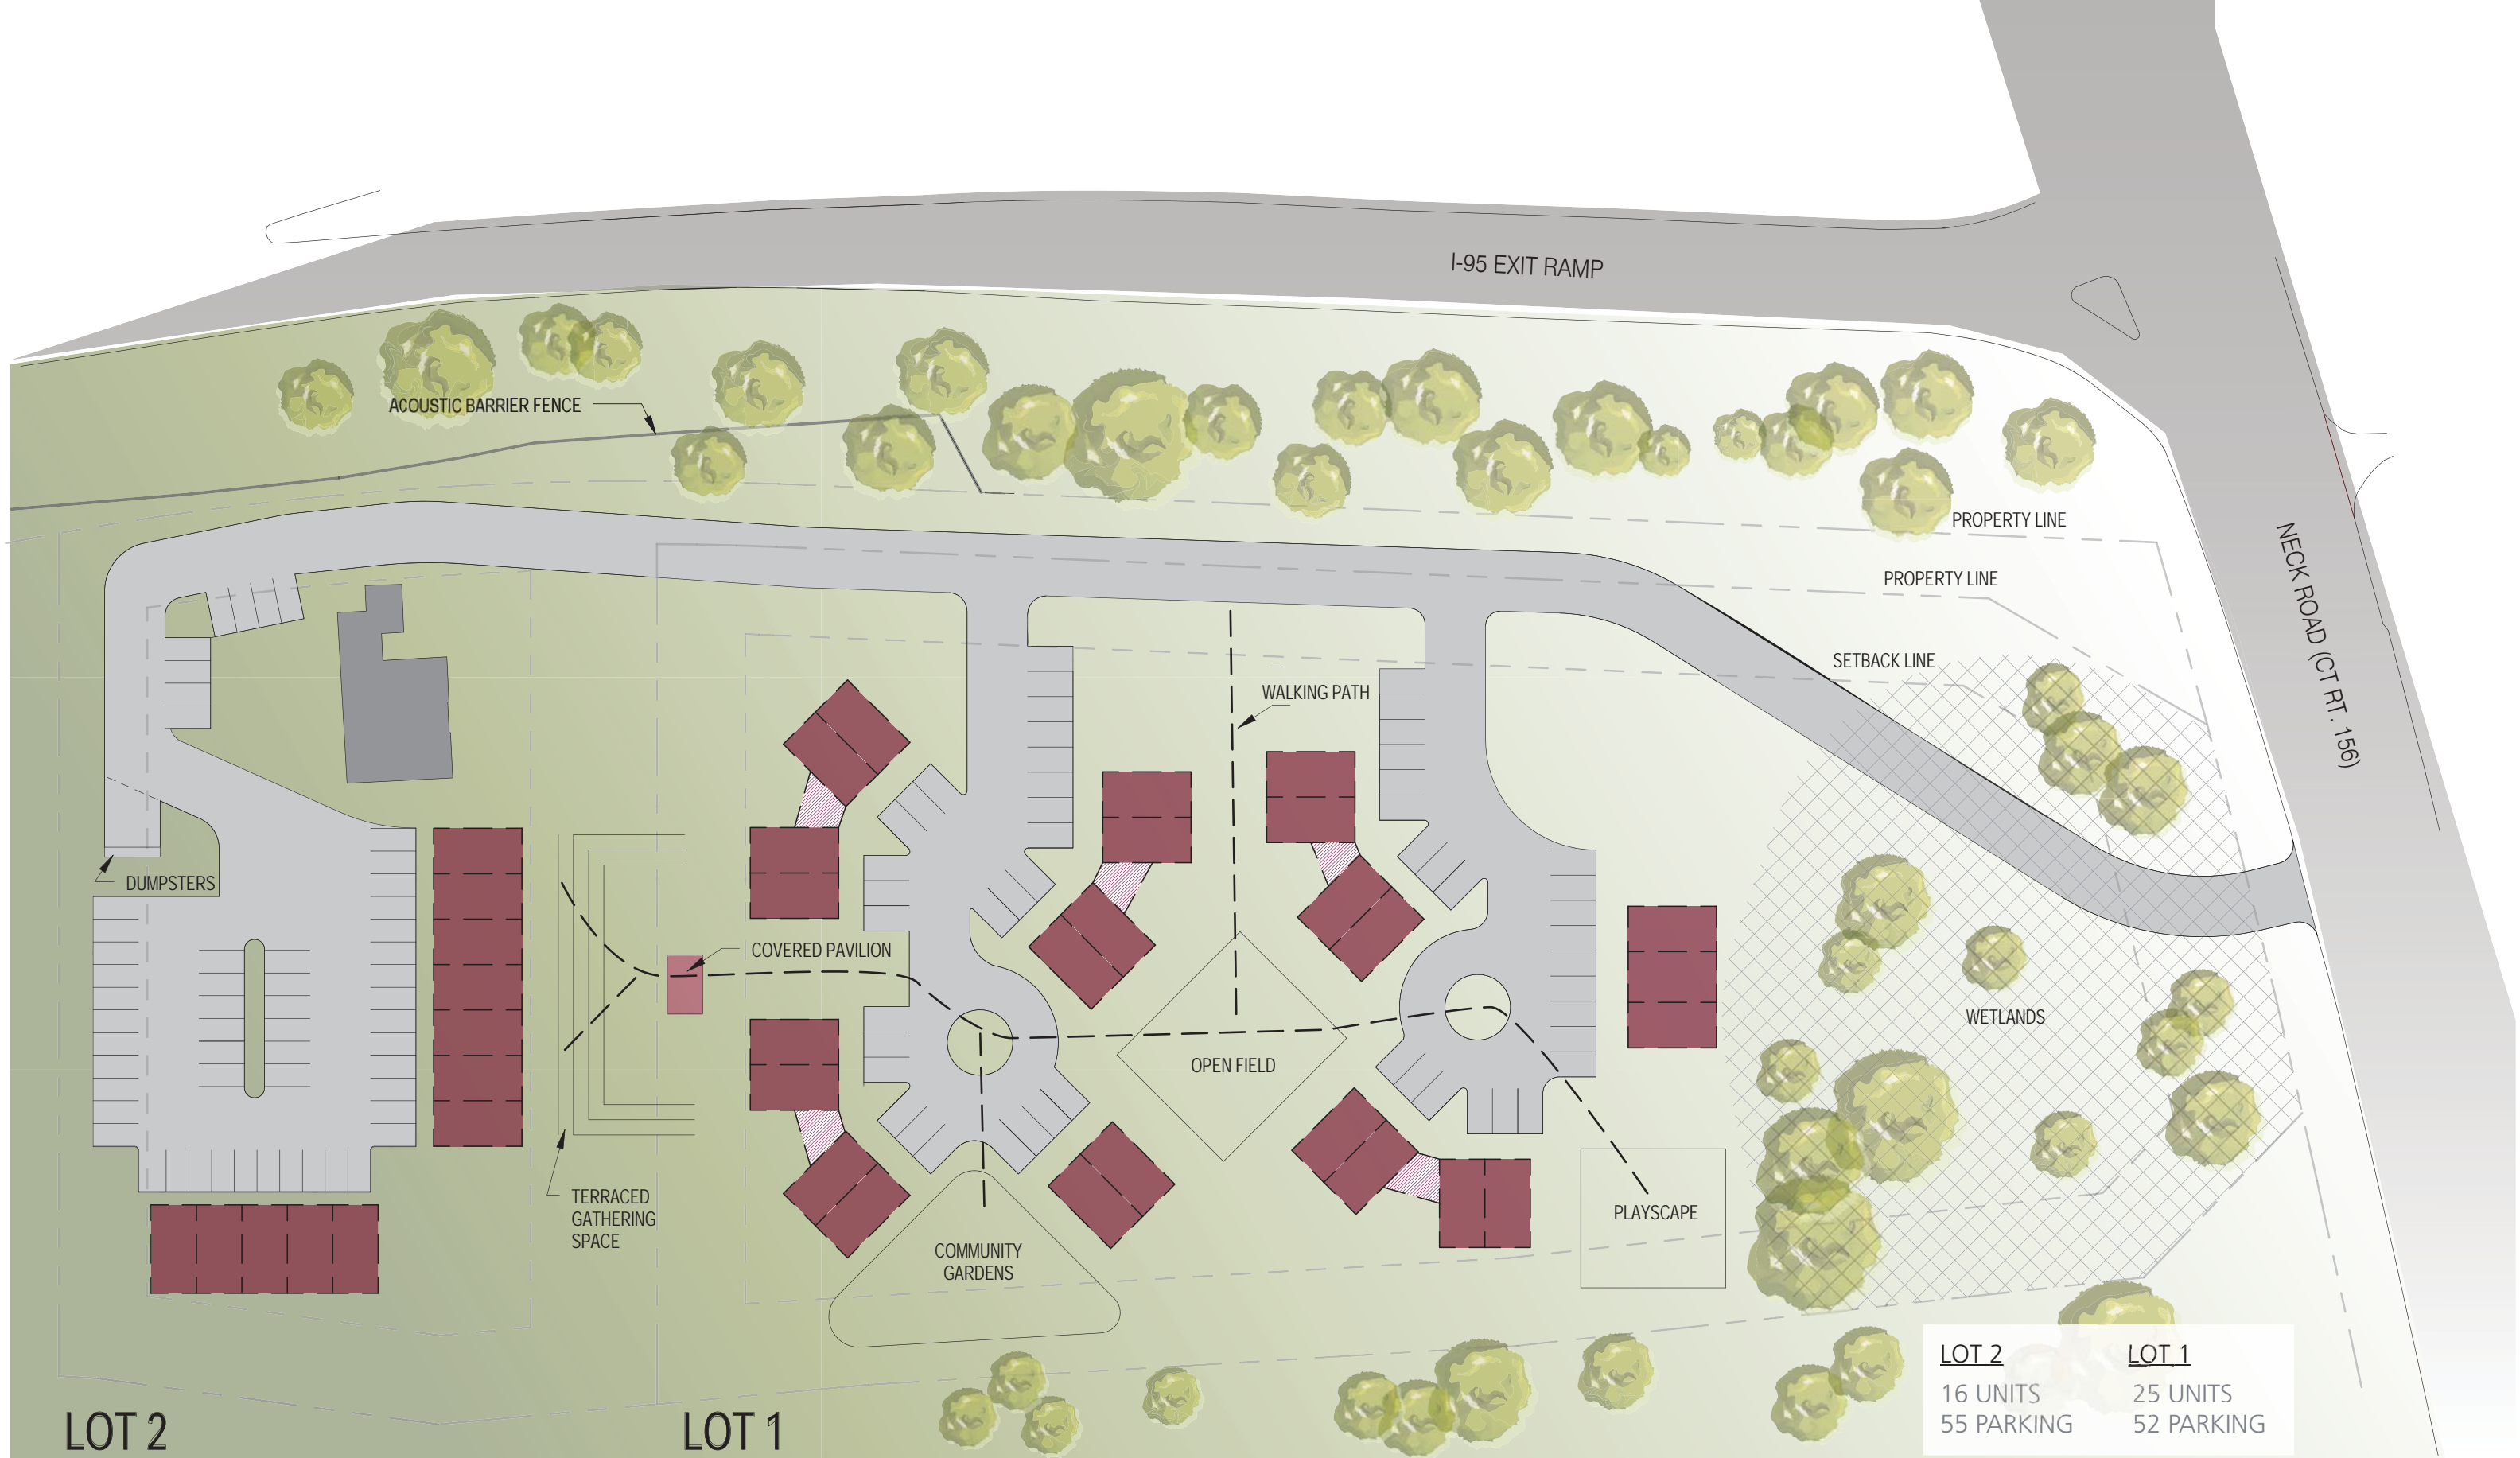 I-95 EXIT RAMP
ACOUSTIC BARRIER FENCE
PROPERTY LINE
NECK ROAD (CT RT. 156)
PROPERTY LINE
SETBACK LINE
WALKING PATH
DUMPSTERS
COVERED PAVILION
WETLANDS
OPEN FIELD
TERRACED
GATHERING
SPACE
PLAYSCAPE
COMMUNITY
GARDENS
LOT 2
LOT 1
LOT 2
16 UNITS
55 PARKING
LOT 1
25 UNITS
52 PARKING